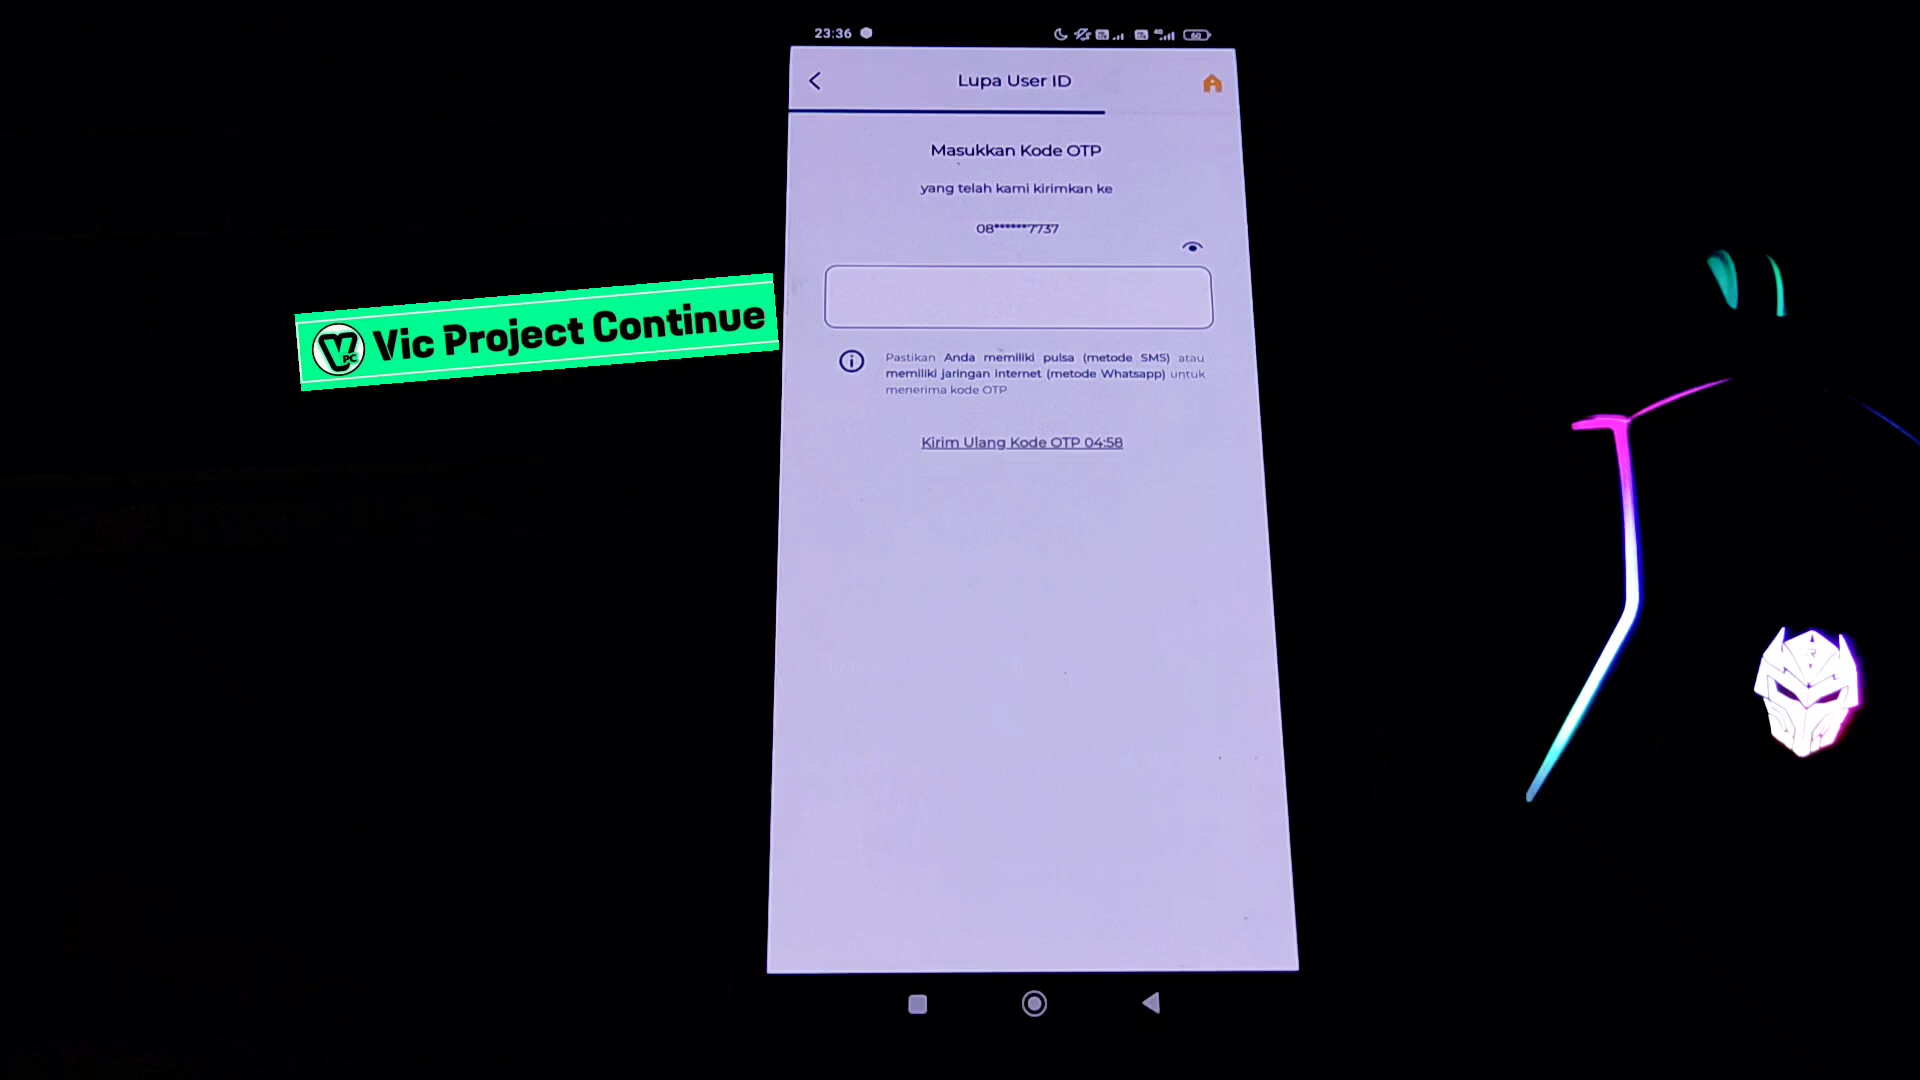 23:36
60
Lupa User ID
Masukkan Kode OTP
yang telah kami kirimkan ke
08******7737
Vic Project Continue
PC
Pastikan Anda memiliki pulsa (metode SMS) atau
memiliki jaringan internet (metode Whatsapp) untuk
menerima kode OTP
Kirim Ulang Kode OTP 04:58